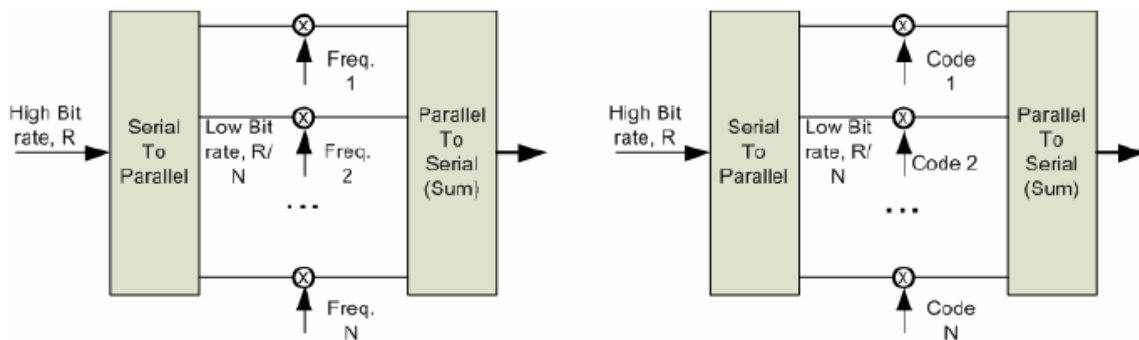 High Bit
rate, R
Serial
To
Parallel
Low Bit
rate, R/
N
X
Freq.
1
X
Freq.
2
...
X
Freq.
N
Parallel
To
Serial
(Sum)
High Bit
rate, R
Serial
To
Parallel
Low Bit
rate, R/
N
X
Code
1
X
Code 2
...
X
Code
N
Parallel
To
Serial
(Sum)